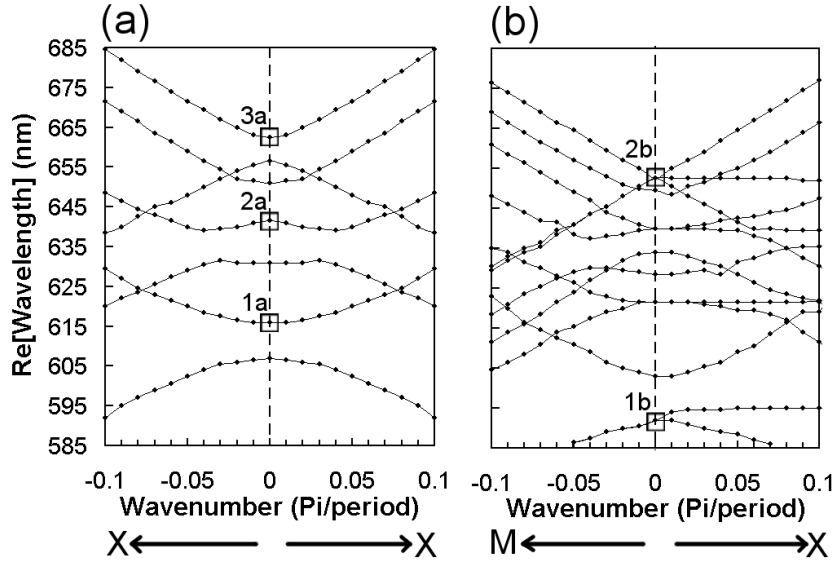 (a)
(b)
Re[Wavelength] (nm)
685
675
665
655
645
635
625
615
605
595
585
3a
2a
1a
2b
1b
-0.1 -0.05 0 0.05 0.1
-0.1 -0.05 0 0.05 0.1
Wavenumber (Pi/period)
Wavenumber (Pi/period)
X X
M X